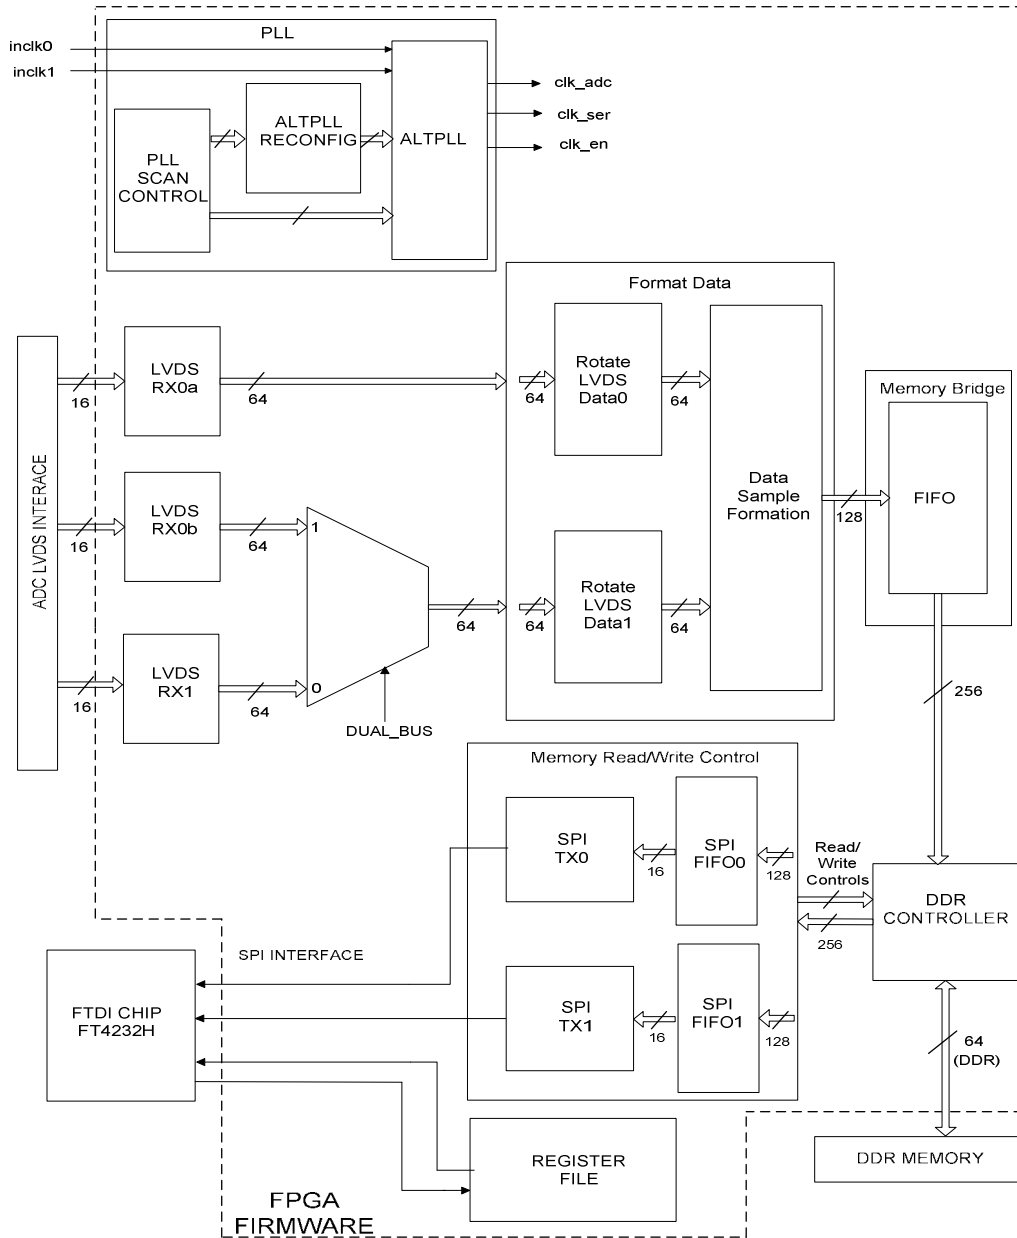 PLL
inclk0
inclk1
clk_adc
clk_ser
clk_en
ALTPLL
RECONFIG
ALTPLL
PLL
SCAN
CONTROL
Format Data
LVDS
RX0a
16
64
64
Rotate
LVDS
Data0
64
Memory Bridge
FIFO
ADC LVDS INTERACE
LVDS
RX0b
16
64
1
Data
Sample
Formation
128
Rotate
LVDS
Data1
64
64
64
LVDS
RX1
16
64
0
DUAL_BUS
256
Memory Read/Write Control
SPI
TX0
16
SPI
FIFO0
128
Read/
Write
Controls
DDR
CONTROLLER
256
SPI INTERFACE
FTDI CHIP
FT4232H
SPI
TX1
16
SPI
FIFO1
128
64
(DDR)
REGISTER
FILE
DDR MEMORY
FPGA
FIRMWARE